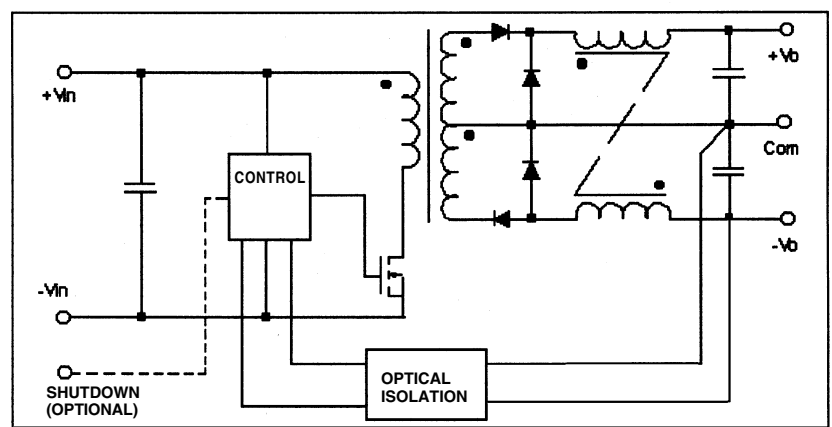 +Vo
+Vin
Com
CONTROL
-Vo
-Vin
SHUTDOWN
(OPTIONAL)
OPTICAL
ISOLATION